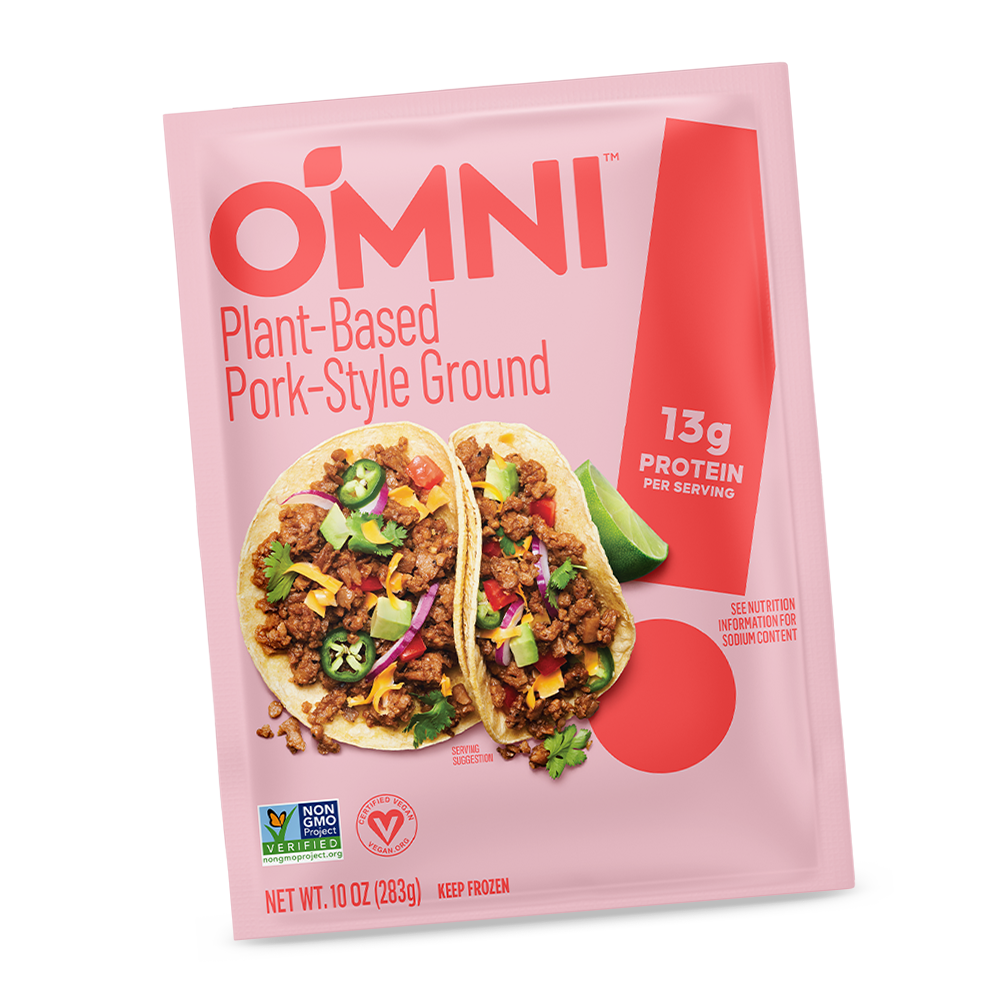 O'MNI™
Plant-Based
Pork-Style Ground
13g
PROTEIN
PER SERVING
SEE NUTRITION
INFORMATION FOR
SODIUM CONTENT
SERVING
SUGGESTION
NON
GMO
Project
VERIFIED
nongmoproject.org
CERTIFIED VEGAN
VEGAN.ORG
NET WT. 10 OZ (283g) KEEP FROZEN